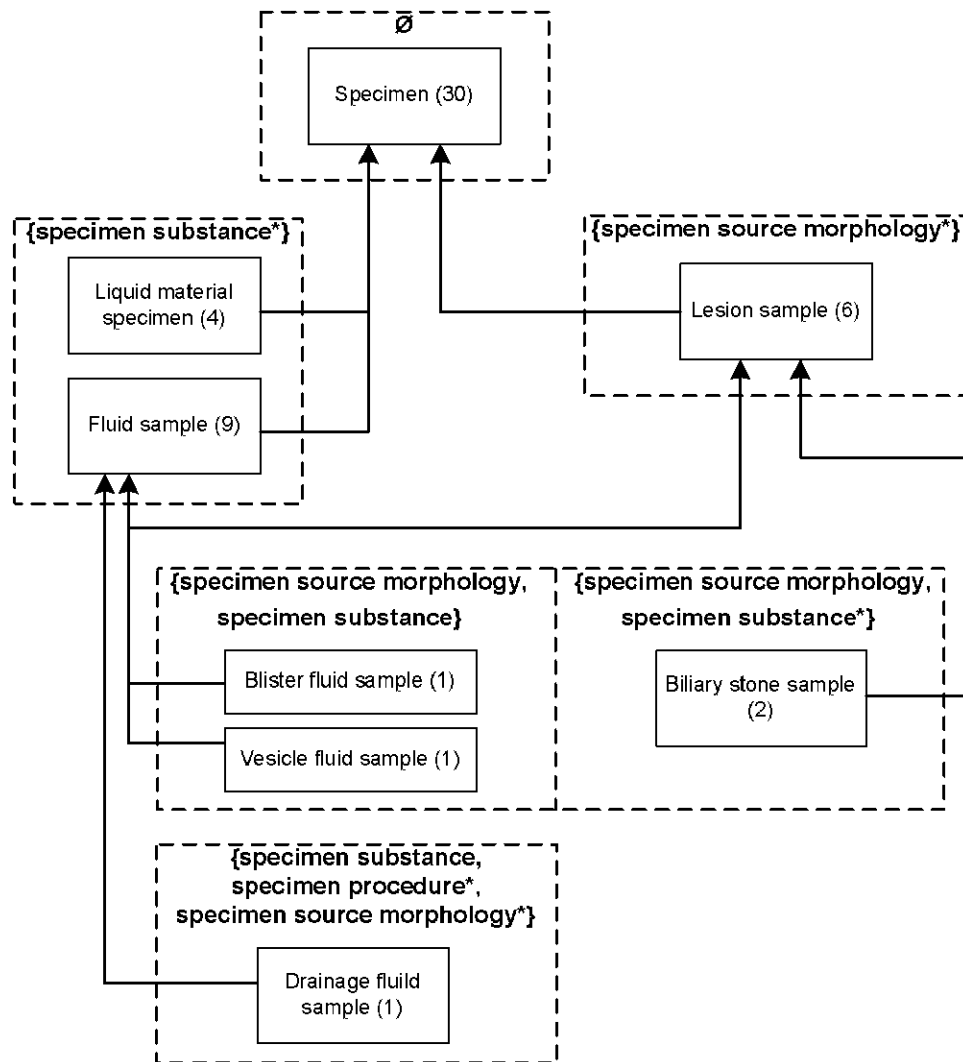 Ø
Specimen (30)
{specimen substance*}
Liquid material
specimen (4)
Fluid sample (9)
{specimen source morphology*}
Lesion sample (6)
{specimen source morphology,
specimen substance}
Blister fluid sample (1)
Vesicle fluid sample (1)
{specimen source morphology,
specimen substance*}
Biliary stone sample
(2)
{specimen substance,
specimen procedure*,
specimen source morphology*}
Drainage fluild
sample (1)